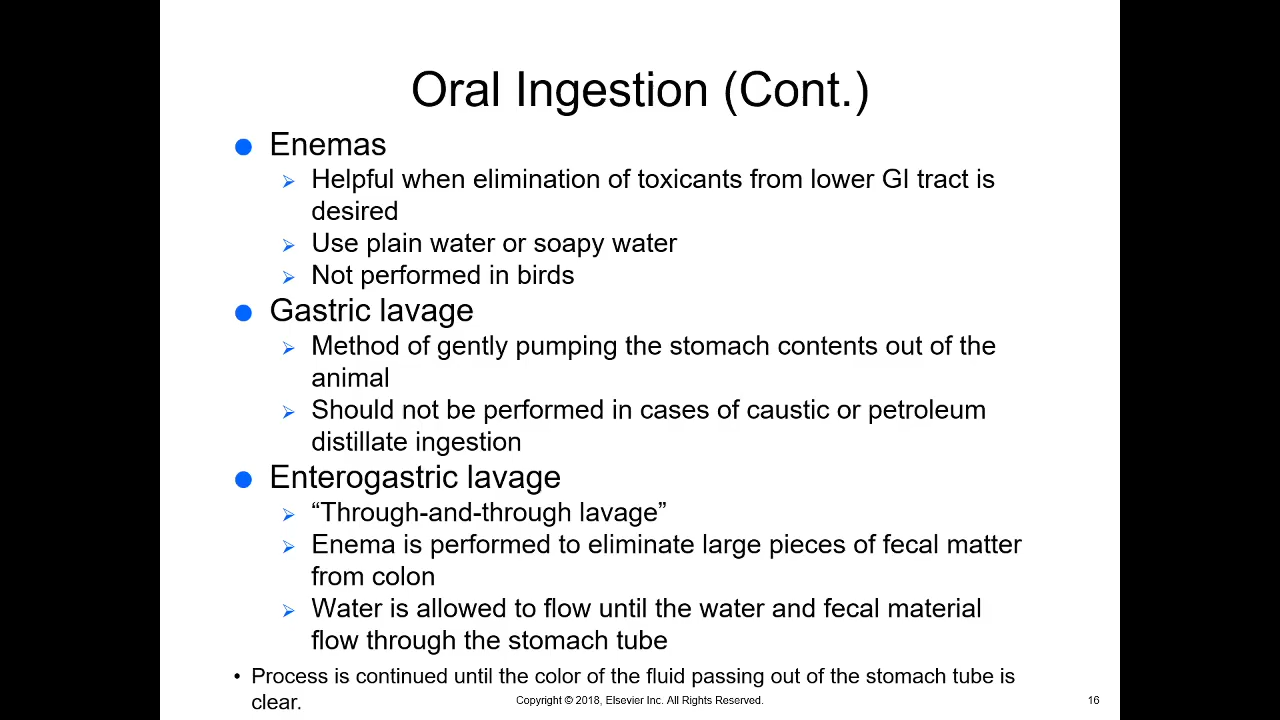 Oral Ingestion (Cont.)
● Enemas
➢ Helpful when elimination of toxicants from lower GI tract is
desired
➢ Use plain water or soapy water
➢ Not performed in birds
● Gastric lavage
➢ Method of gently pumping the stomach contents out of the
animal
➢ Should not be performed in cases of caustic or petroleum
distillate ingestion
● Enterogastric lavage
➢ “Through-and-through lavage”
➢ Enema is performed to eliminate large pieces of fecal matter
from colon
➢ Water is allowed to flow until the water and fecal material
flow through the stomach tube
• Process is continued until the color of the fluid passing out of the stomach tube is
clear.
Copyright © 2018, Elsevier Inc. All Rights Reserved.
16